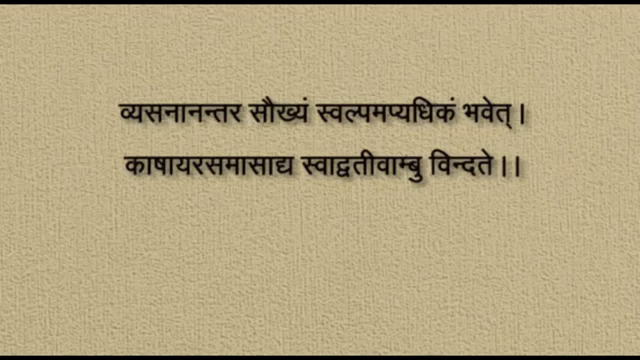 व्यसनानन्तर सौख्यं स्वल्पमप्यधिकं भवेत् ।
काषायरसमासाद्य स्वाद्वतीवाम्बु विन्दते ।।